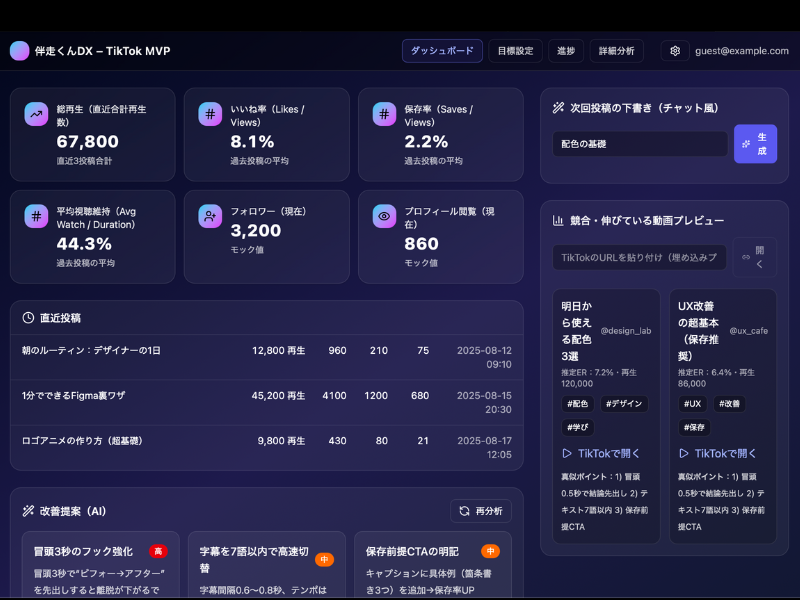 伴走くんDX – TikTok MVP
ダッシュボード 目標設定 進捗 詳細分析 guest@example.com
総再生（直近合計再生
数）
67,800
直近3投稿合計
いいね率（Likes /
Views）
8.1%
過去投稿の平均
保存率（Saves /
Views）
2.2%
過去投稿の平均
平均視聴維持（Avg
Watch / Duration）
44.3%
過去投稿の平均
フォロワー（現在）
3,200
モック値
プロフィール閲覧（現
在）
860
モック値
直近投稿
朝のルーティン：デザイナーの1日 12,800 再生 960 210 75 2025-08-12
09:10
1分でできるFigma裏ワザ 45,200 再生 4100 1200 680 2025-08-15
20:30
ロゴアニメの作り方（超基礎） 9,800 再生 430 80 21 2025-08-17
12:05
改善提案（AI）
再分析
冒頭3秒のフック強化 高
冒頭3秒で“ビフォー→アフター”
を先出しすると離脱が下がるで
字幕を7語以内で高速切
替
中
字幕間隔0.6〜0.8秒、テンポは
保存前提CTAの明記 中
キャプションに具体例（箇条書
き3つ）を追加→保存率UP
次回投稿の下書き（チャット風）
配色の基礎
生
成
競合・伸びている動画プレビュー
TikTokのURLを貼り付け（埋め込みプ
開
く
明日か
ら使え
る配色
3選
@design_lab
推定ER：7.2%・再生
120,000
#配色 #デザイン
#学び
TikTokで開く
真似ポイント：1) 冒頭
0.5秒で結論先出し 2) テ
キスト7語以内 3) 保存前
提CTA
UX改善
の超基本
（保存推
奨）
@ux_cafe
推定ER：6.4%・再生
86,000
#UX #改善
#保存
TikTokで開く
真似ポイント：1) 冒頭
0.5秒で結論先出し 2) テ
キスト7語以内 3) 保存前
提CTA